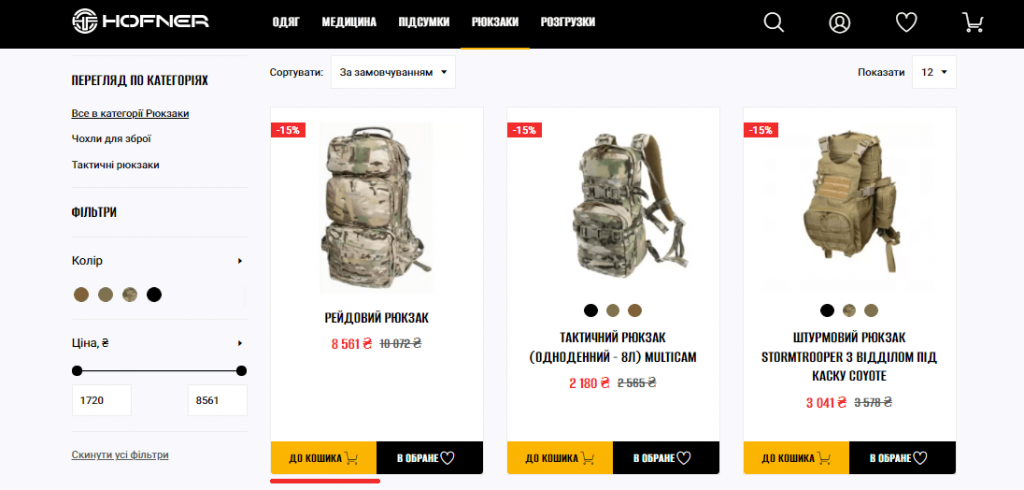 HOFNER
ОДЯГ МЕДИЦИНА ПІДСУМКИ РЮКЗАКИ РОЗГРУЗКИ
ПЕРЕГЛЯД ПО КАТЕГОРІЯХ
Все в категорії Рюкзаки
Чохли для зброї
Тактичні рюкзаки
ФІЛЬТРИ
Колір
Ціна, ₴
1720 8561
Скинути усі фільтри
Сортувати: За замовчуванням
Показати 12
-15%
РЕЙДОВИЙ РЮКЗАК
8 561 ₴ 10 072 ₴
ДО КОШИКА В ОБРАНЕ
-15%
ТАКТИЧНИЙ РЮКЗАК
(ОДНОДЕННИЙ - 8Л) MULTICAM
2 180 ₴ 2 565 ₴
ДО КОШИКА В ОБРАНЕ
-15%
ШТУРМОВИЙ РЮКЗАК
STORMTROOPER З ВІДДІЛОМ ПІД
КАСКУ COYOTE
3 041 ₴ 3 578 ₴
ДО КОШИКА В ОБРАНЕ